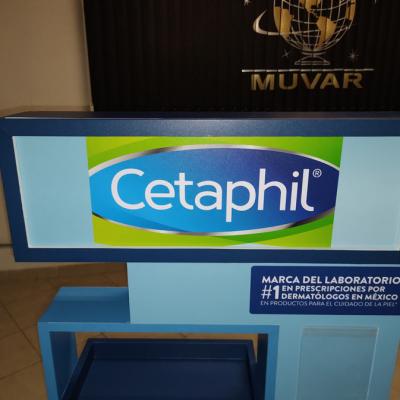 MUVAR
Cetaphil®
MARCA DEL LABORATORIO
#1 EN PRESCRIPCIONES POR
DERMATÓLOGOS EN MÉXICO
EN PRODUCTOS PARA EL CUIDADO DE LA PIEL*